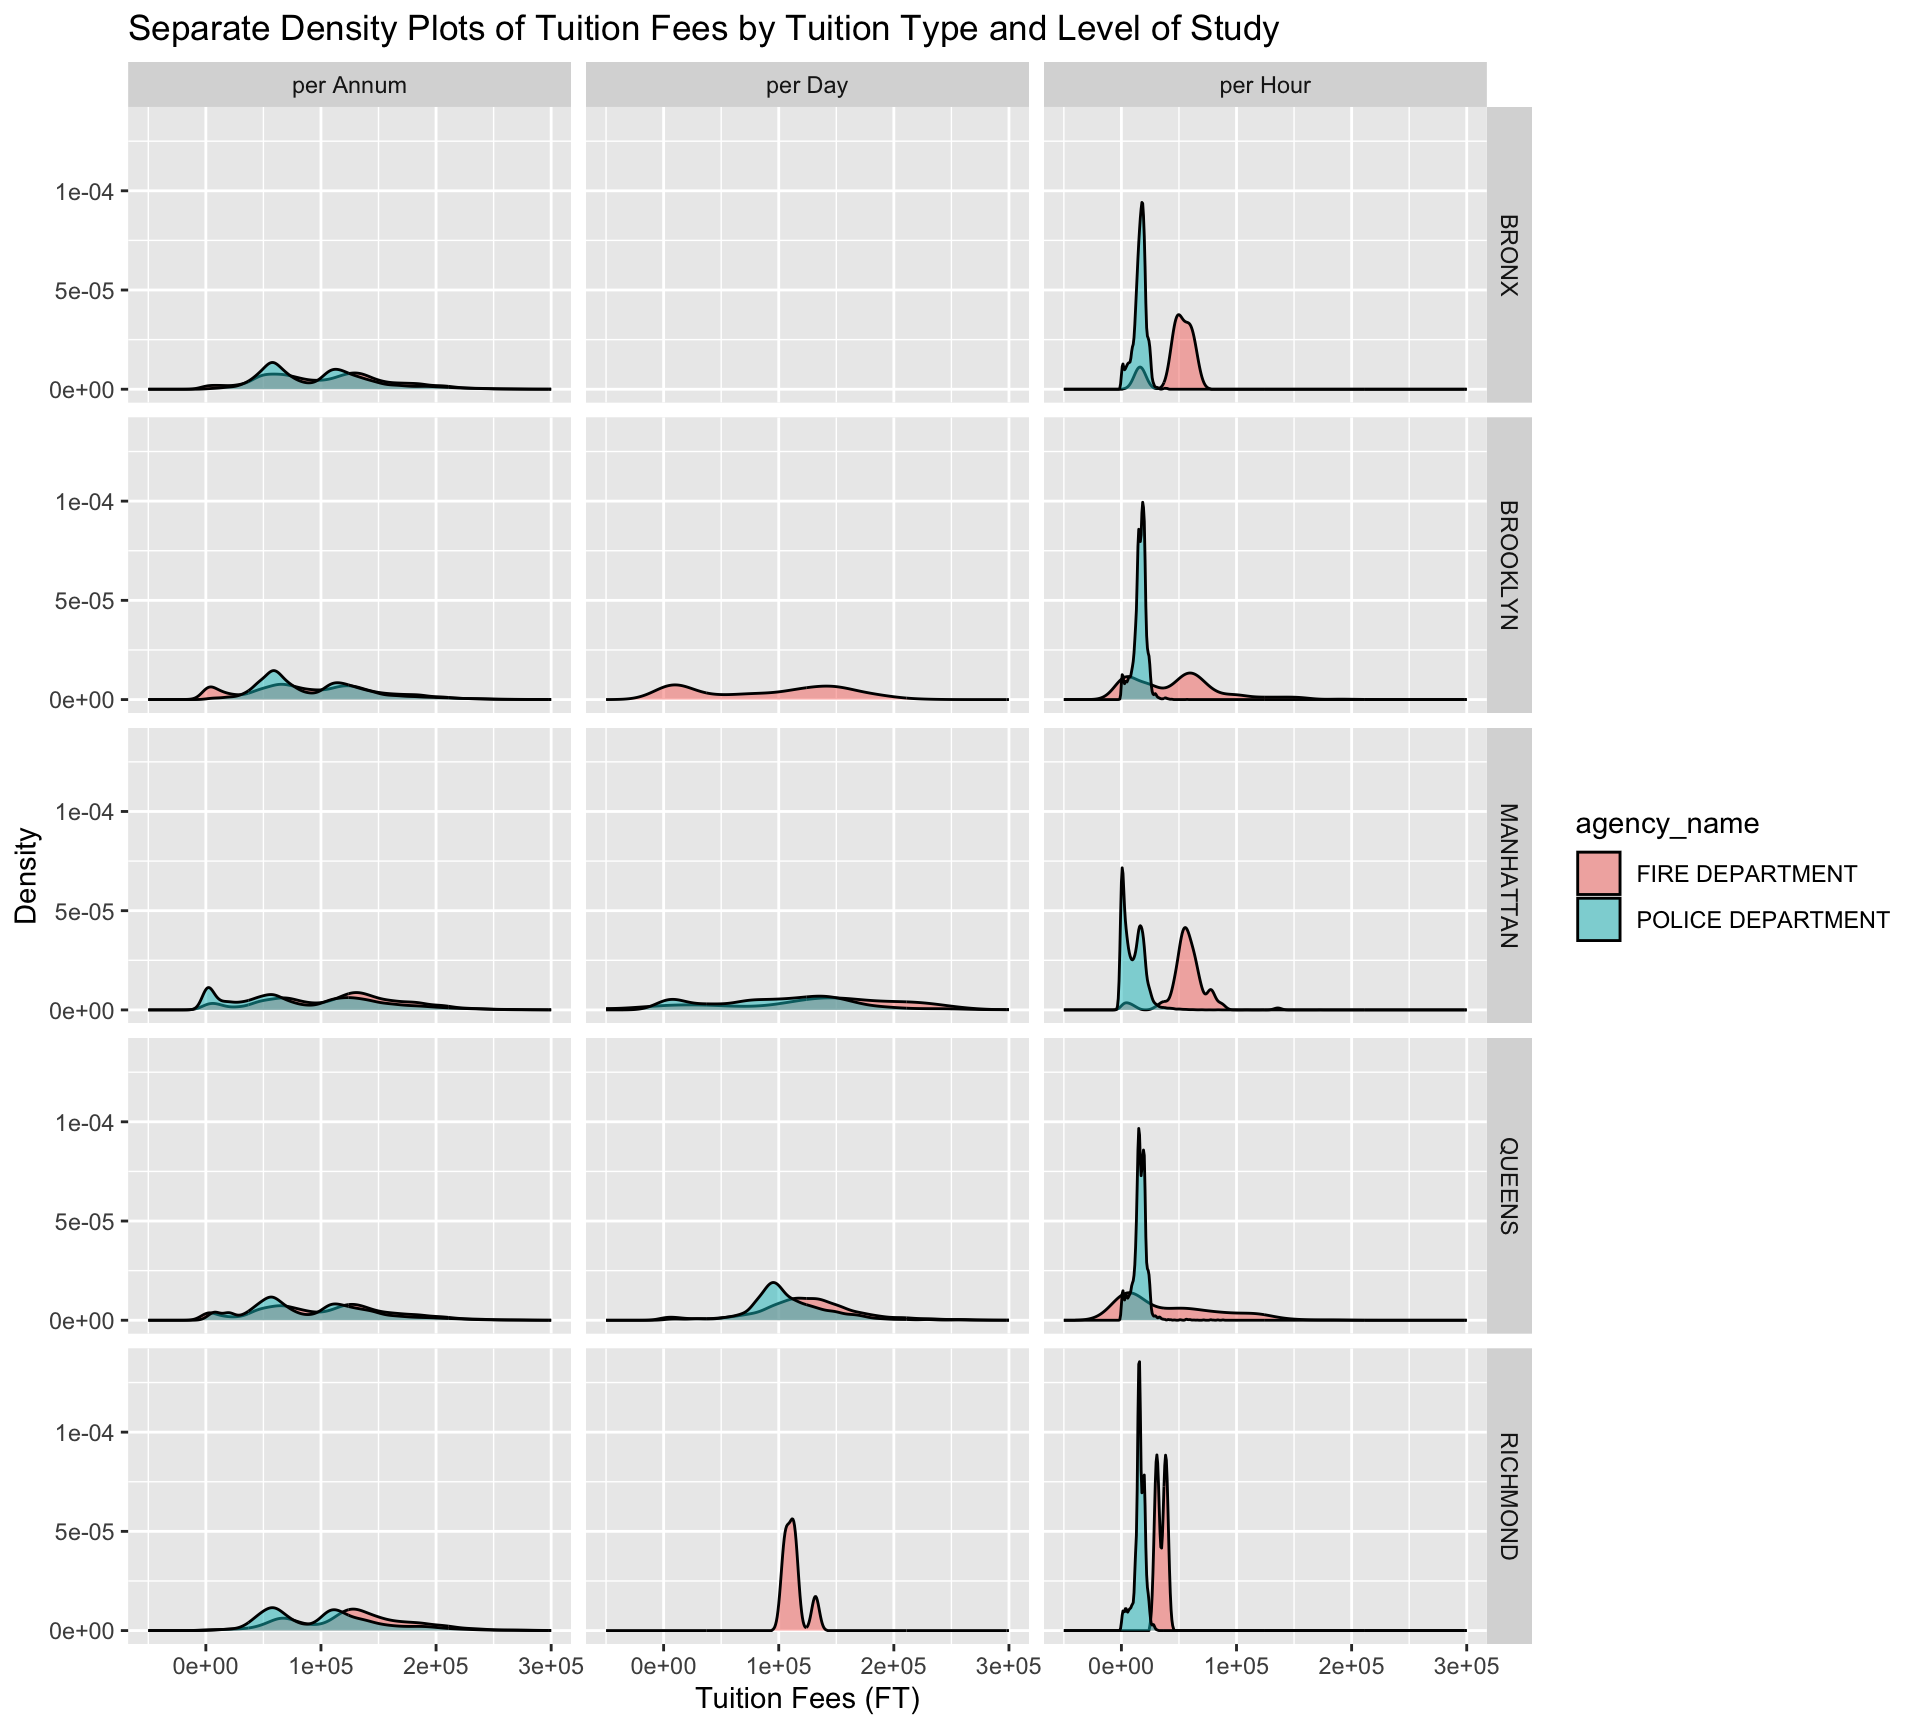 Separate Density Plots of Tuition Fees by Tuition Type and Level of Study
per Annum
per Day
per Hour
1e-04
5e-05
0e+00
BRONX
1e-04
5e-05
0e+00
BROOKLYN
1e-04
5e-05
0e+00
MANHATTAN
1e-04
5e-05
0e+00
QUEENS
1e-04
5e-05
0e+00
RICHMOND
Density
0e+00 1e+05 2e+05 3e+05
0e+00 1e+05 2e+05 3e+05
0e+00 1e+05 2e+05 3e+05
Tuition Fees (FT)
agency_name
FIRE DEPARTMENT
POLICE DEPARTMENT